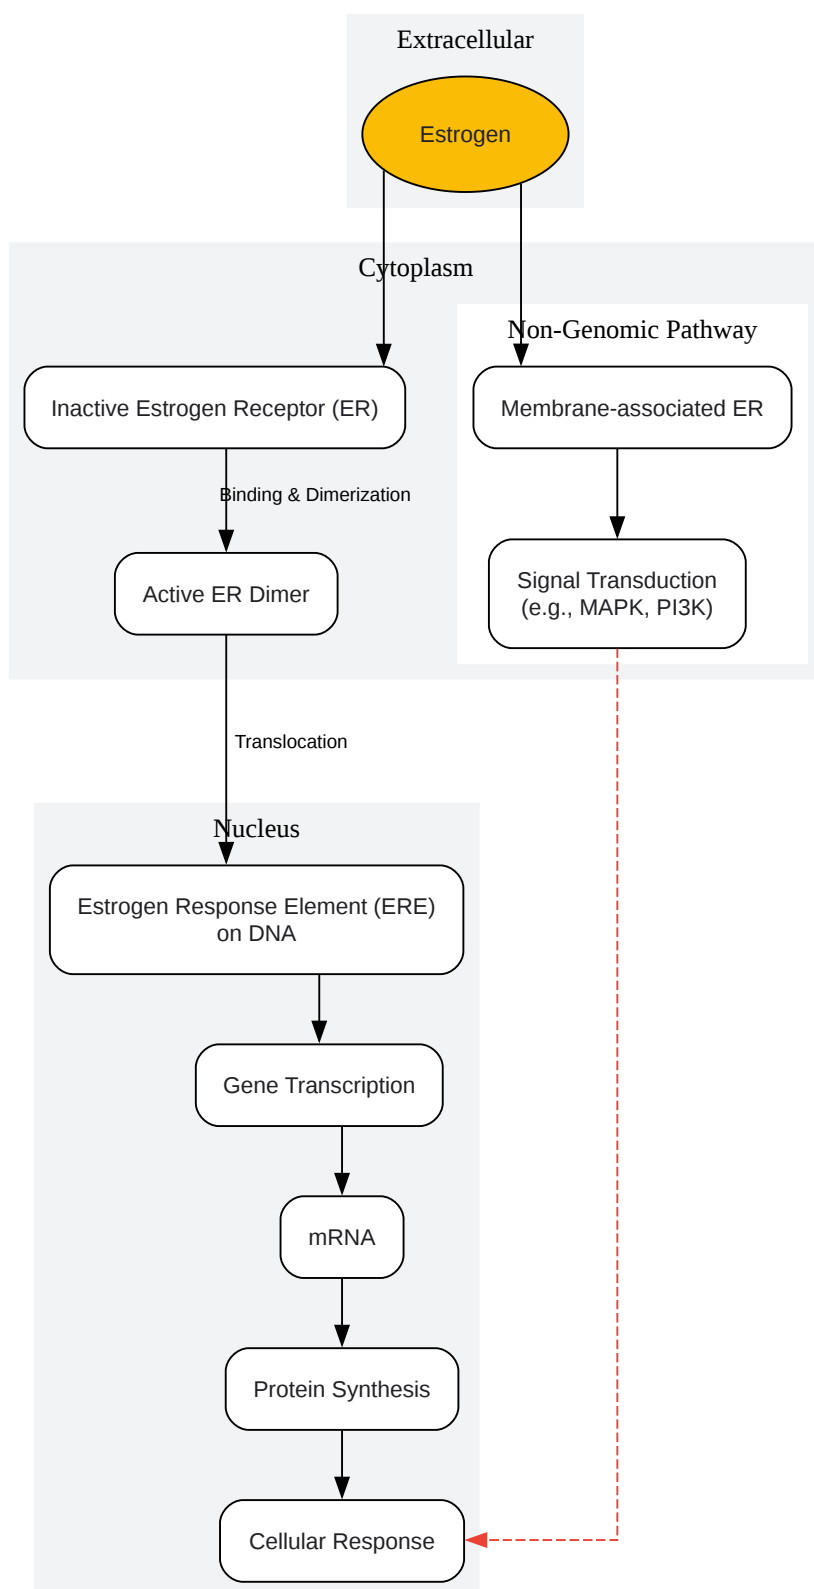 Extracellular
Estrogen
Cytoplasm
Non-Genomic Pathway
Inactive Estrogen Receptor (ER)
Membrane-associated ER
Binding & Dimerization
Active ER Dimer
Signal Transduction
(e.g., MAPK, PI3K)
Translocation
Nucleus
Estrogen Response Element (ERE)
on DNA
Gene Transcription
mRNA
Protein Synthesis
Cellular Response